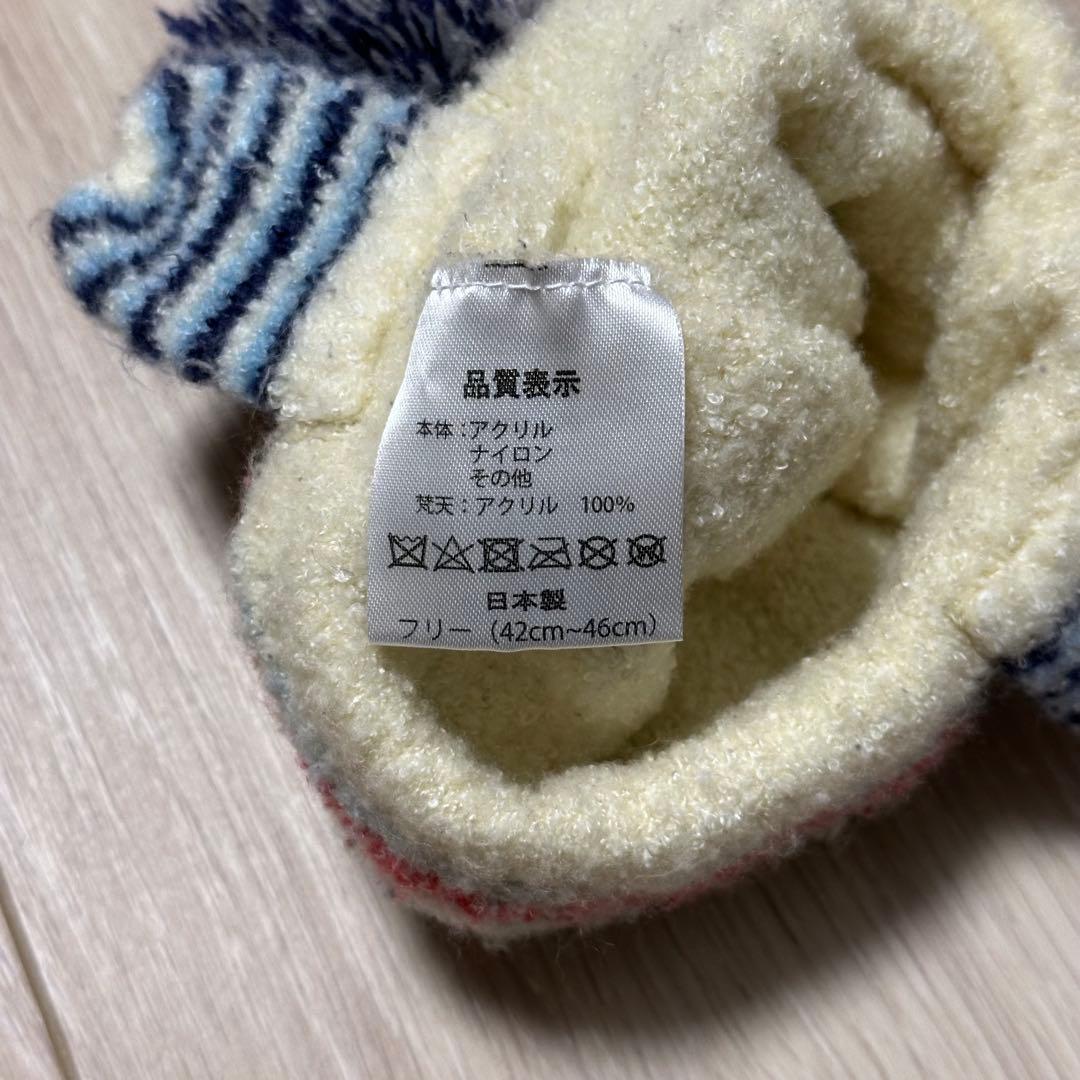 品質表示
本体：アクリル
ナイロン
その他
梵天：アクリル 100%
日本製
フリー（42cm~46cm）